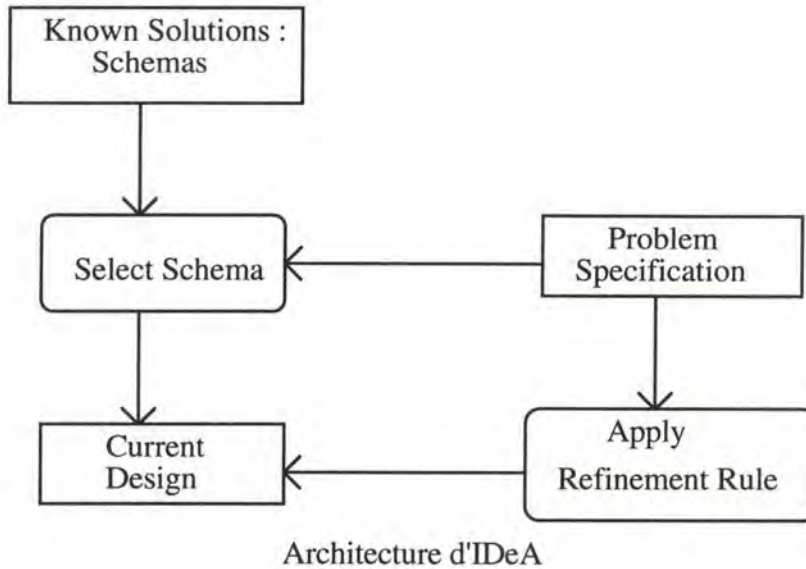 Known Solutions :
Schemas
Select Schema
Problem
Specification
Current
Design
Apply
Refinement Rule
Architecture d'IDeA